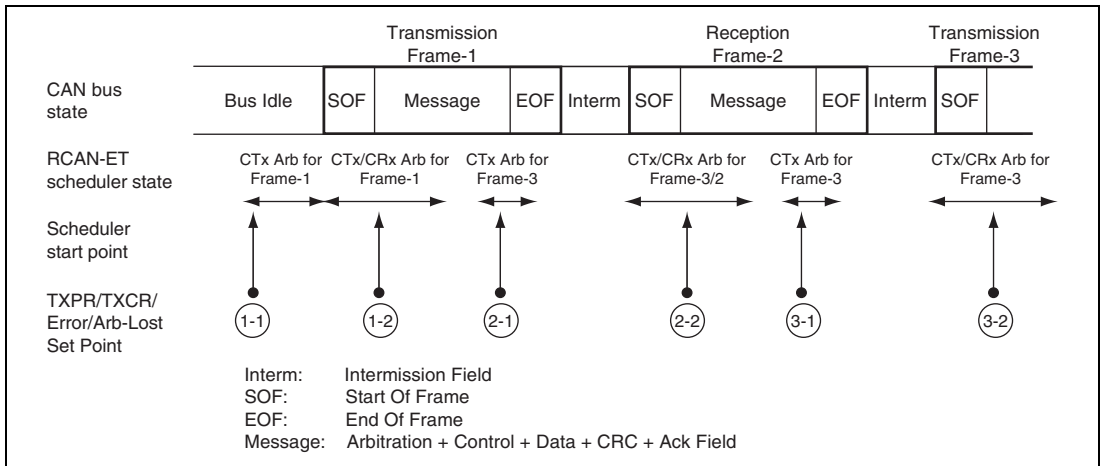 Transmission Frame-1
Reception Frame-2
Transmission Frame-3
CAN bus state
Bus Idle
SOF
Message
EOF
Interm
SOF
Message
EOF
Interm
SOF
RCAN-ET scheduler state
CTx Arb for Frame-1
CTx/CRx Arb for Frame-1
CTx Arb for Frame-3
CTx/CRx Arb for Frame-3/2
CTx Arb for Frame-3
CTx/CRx Arb for Frame-3
Scheduler start point
TXPR/TXCR/ Error/Arb-Lost Set Point
1-1
1-2
2-1
2-2
3-1
3-2
Interm: Intermission Field
SOF: Start Of Frame
EOF: End Of Frame
Message: Arbitration + Control + Data + CRC + Ack Field